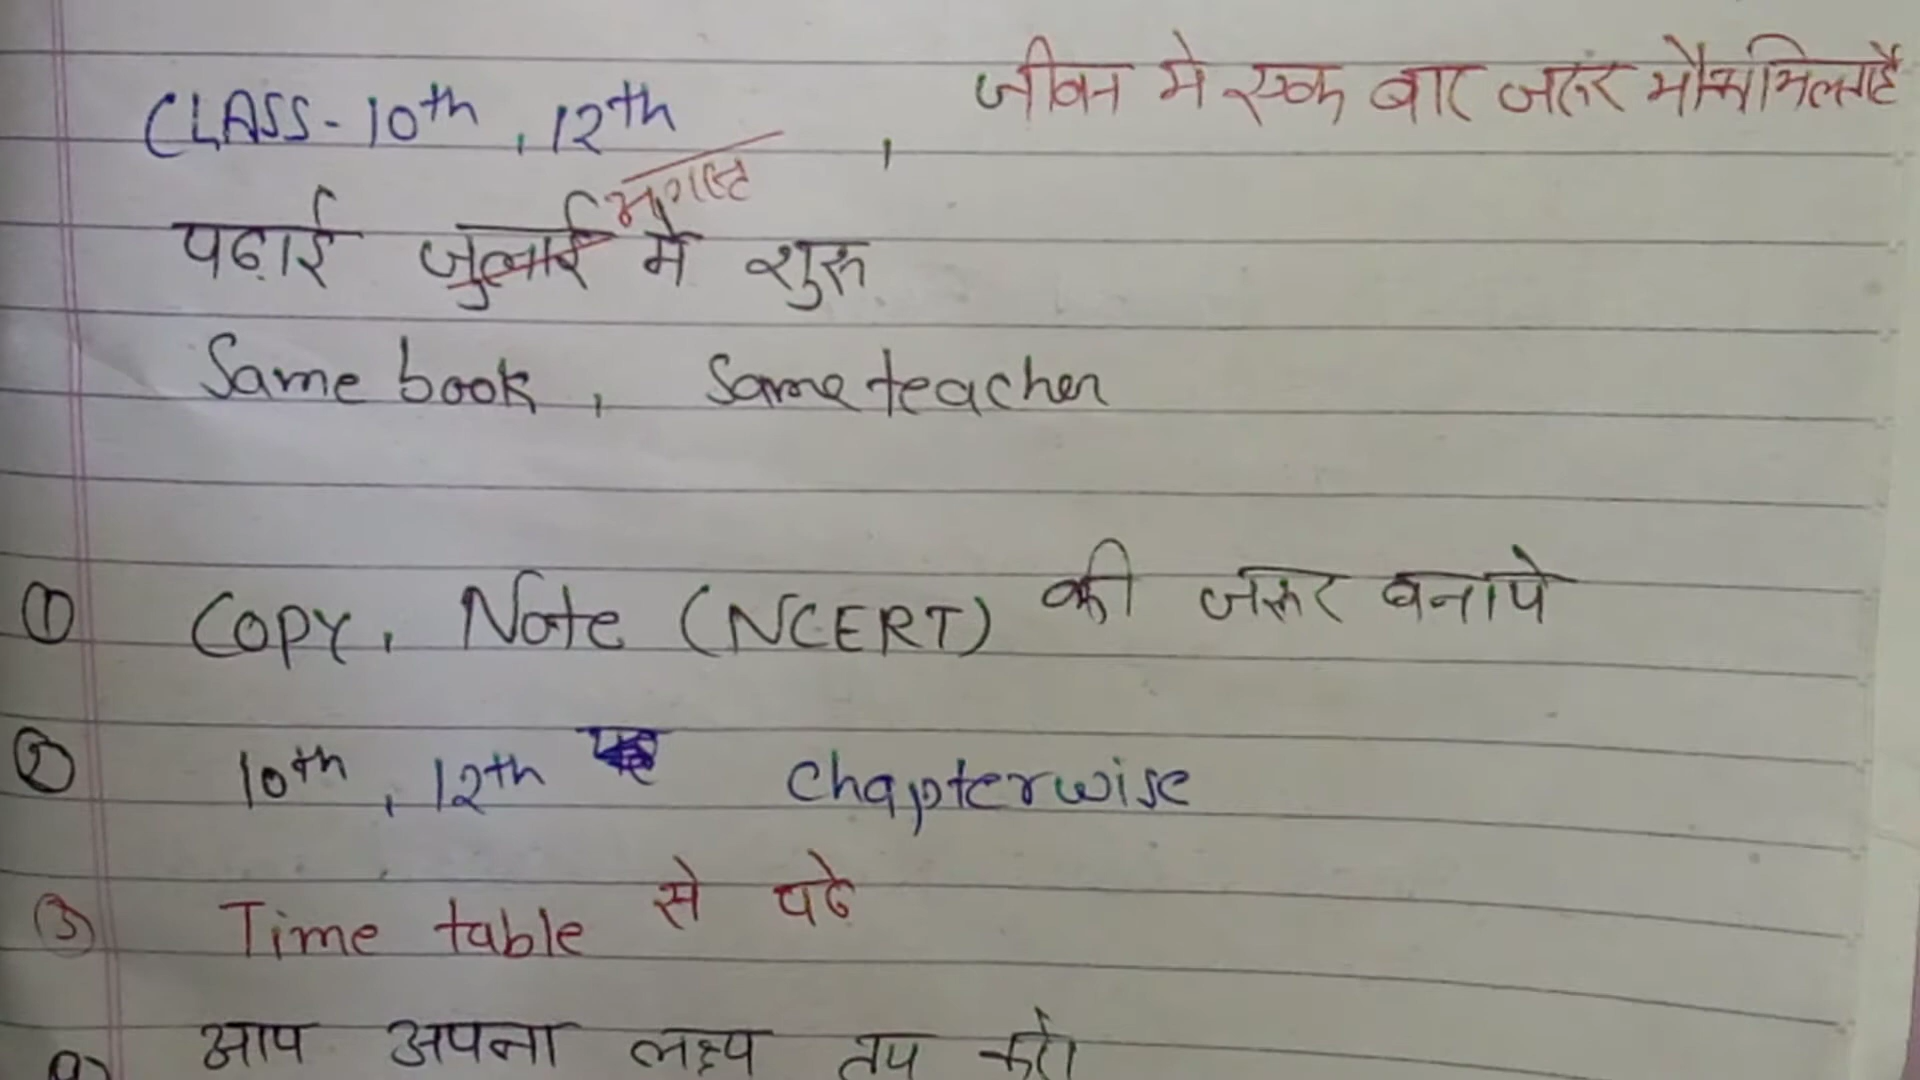 CLASS-10th, 12th , जीवन मे एक बार जरुर मौका मिलता है
पढ़ाई जुलाई अगस्त में शुरू
Same book, Same teacher
① Copy, Note (NCERT) की जरूर बनाये
② 10th, 12th chapterwise
③ Time table से पढे
आप अपना लक्ष्य तय करो